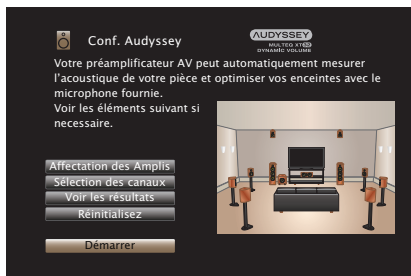 Conf. Audyssey
AUDYSSEY
MULTEQ XT32
DYNAMIC VOLUME
Votre préamplificateur AV peut automatiquement mesurer
l'acoustique de votre pièce et optimiser vos enceintes avec le
microphone fournie.
Voir les éléments suivant si
necessaire.
Affectation des Amplis
Sélection des canaux
Voir les résultats
Réinitialisez
Démarrer